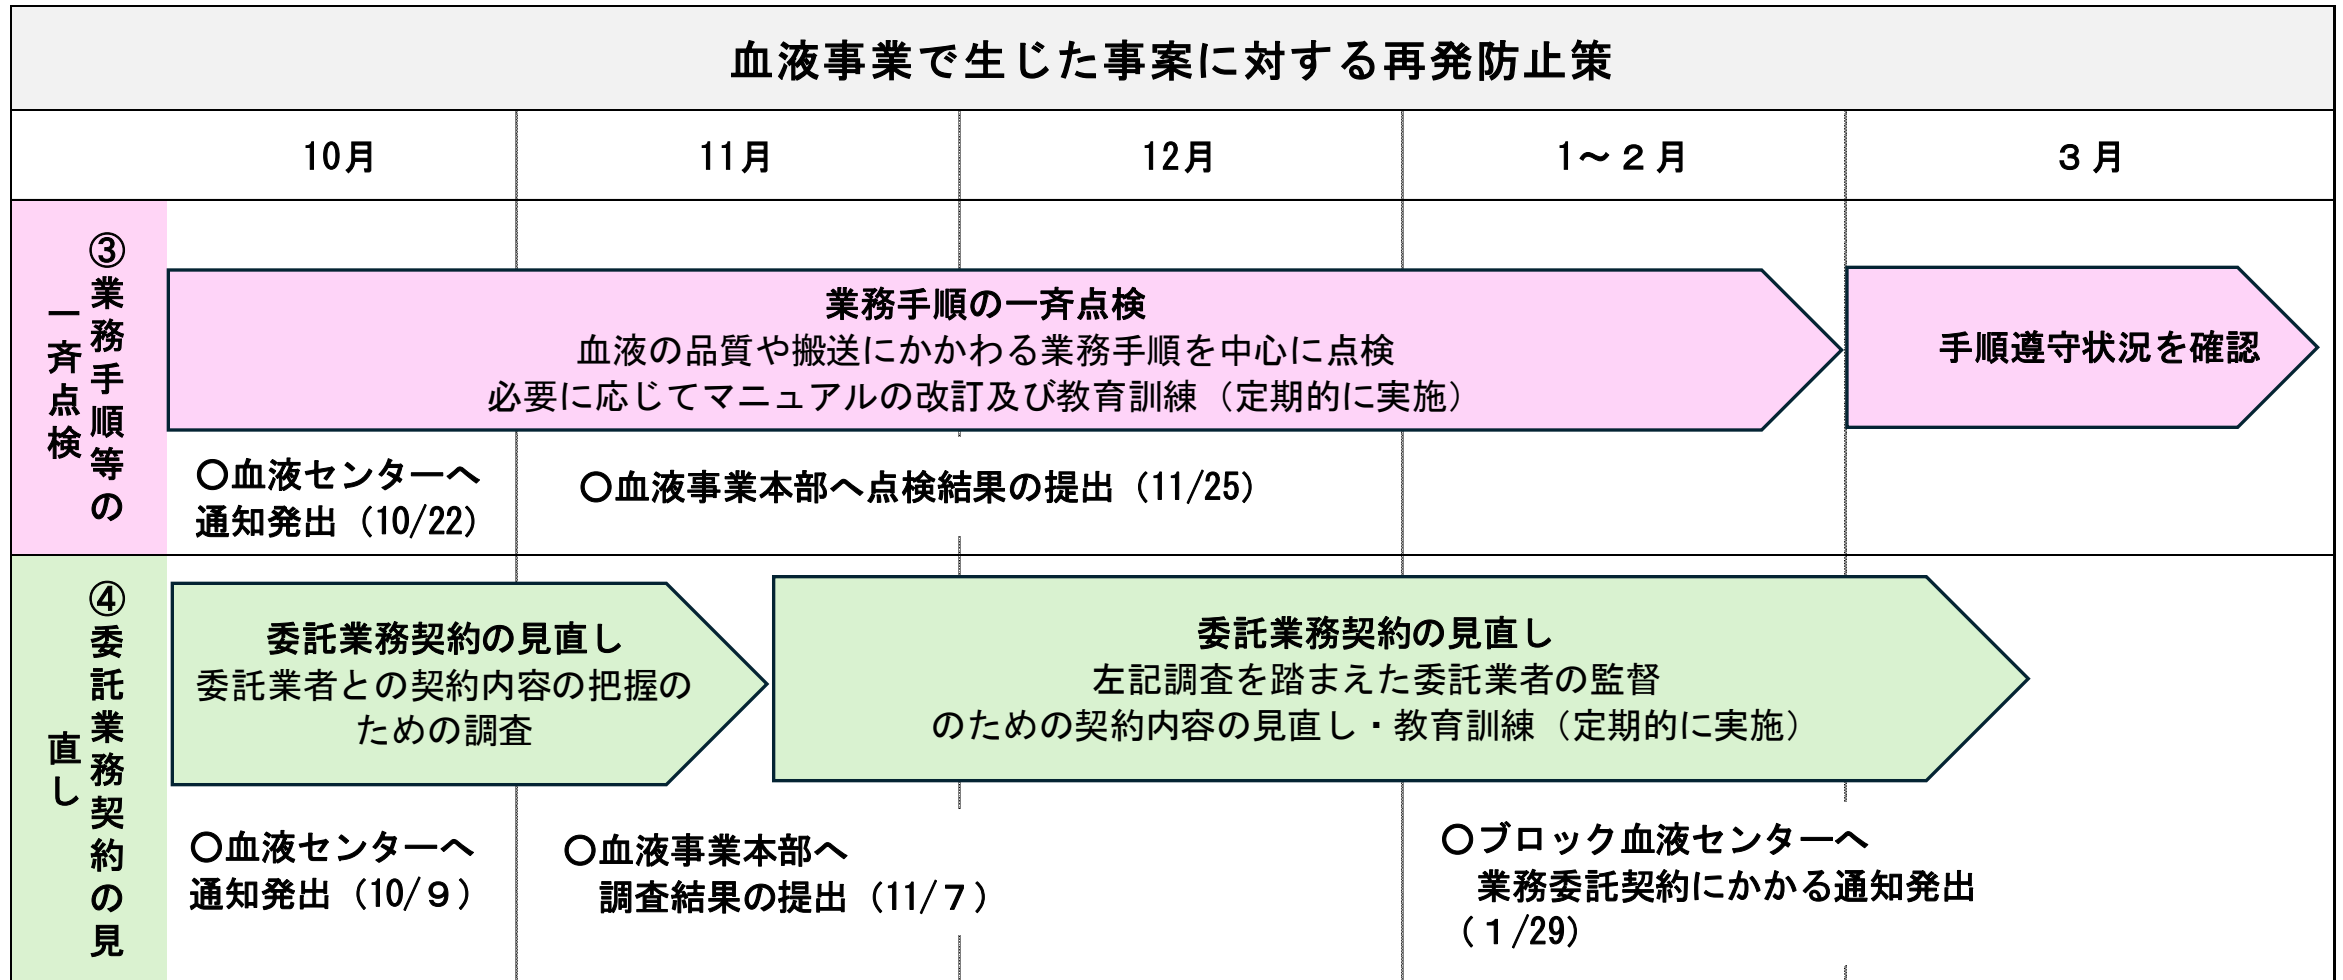 血液事業で生じた事案に対する再発防止策
10月
11月
12月
1～２月
３月
③業務手順等の
一斉点検
業務手順の一斉点検
血液の品質や搬送にかかわる業務手順を中心に点検
必要に応じてマニュアルの改訂及び教育訓練（定期的に実施）
手順遵守状況を確認
〇血液センターへ
通知発出（10/22）
〇血液事業本部へ点検結果の提出（11/25）
④委託業務契約の見
直し
委託業務契約の見直し
委託業者との契約内容の把握の
ための調査
委託業務契約の見直し
左記調査を踏まえた委託業者の監督
のための契約内容の見直し・教育訓練（定期的に実施）
〇血液センターへ
通知発出（10/９）
〇血液事業本部へ
調査結果の提出（11/７）
〇ブロック血液センターへ
業務委託契約にかかる通知発出
（１/29）